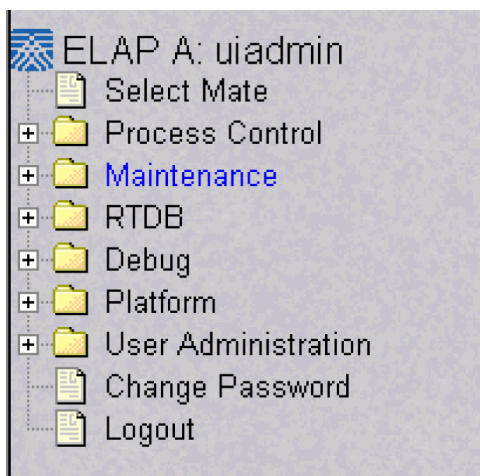 ELAP A: uiadmin
Select Mate
Process Control
Maintenance
RTDB
Debug
Platform
User Administration
Change Password
Logout